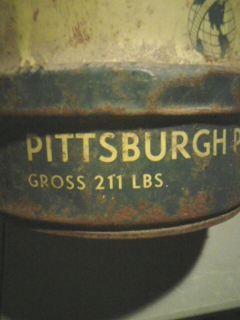 PITTSBURGH P
GROSS 211 LBS.